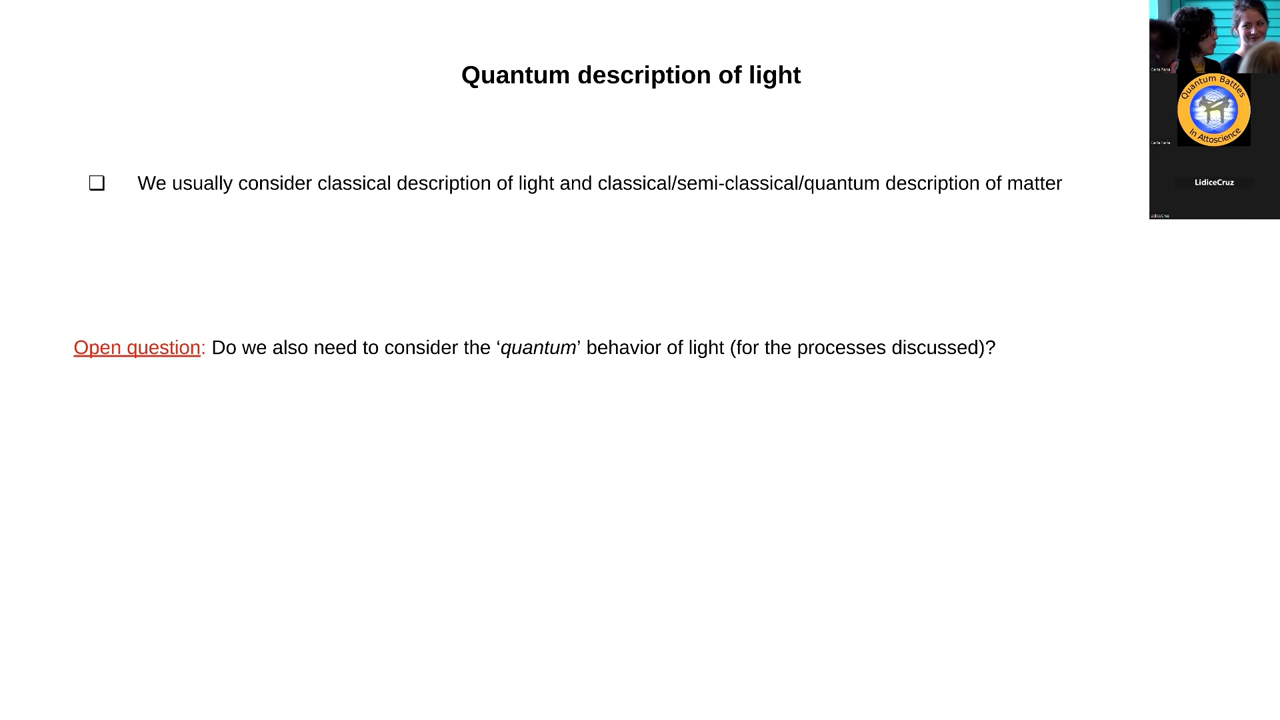 Quantum description of light
We usually consider classical description of light and classical/semi-classical/quantum description of matter
Open question: Do we also need to consider the ‘quantum’ behavior of light (for the processes discussed)?
Quantum Battles
In Attoscience
LidiceCruz